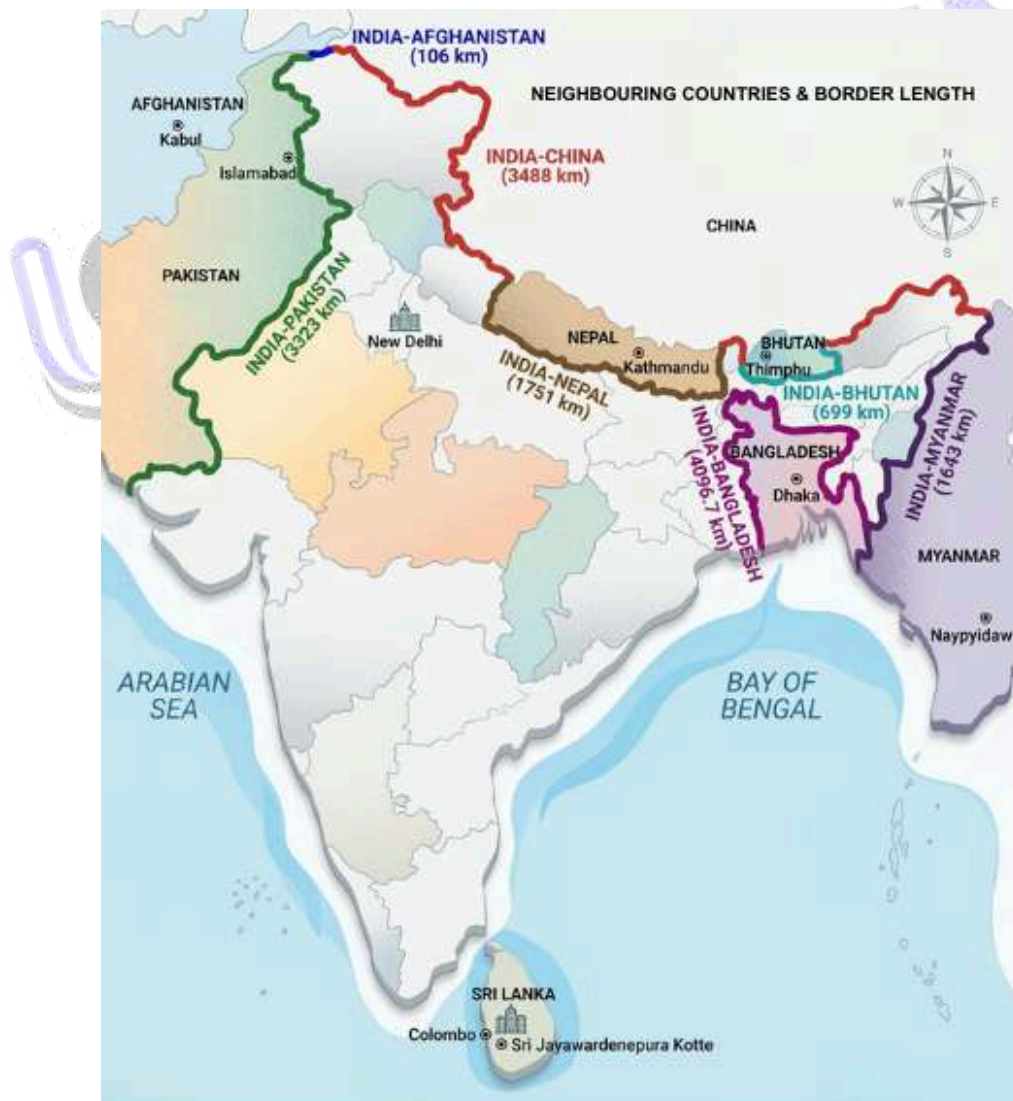 INDIA-AFGHANISTAN
(106 km)
NEIGHBOURING COUNTRIES & BORDER LENGTH
AFGHANISTAN
Kabul
Islamabad
INDIA-CHINA
(3488 km)
N
W
E
S
CHINA
PAKISTAN
INDIA-PAKISTAN
(3323 km)
New Delhi
NEPAL
Kathmandu
INDIA-NEPAL
(1751 km)
BHUTAN
Thimphu
INDIA-BHUTAN
(699 km)
INDIA-BANGLADESH
(4096.7 km)
BANGLADESH
Dhaka
INDIA-MYANMAR
(1643 km)
MYANMAR
Naypyidaw
ARABIAN
SEA
BAY OF
BENGAL
SRI LANKA
Colombo
Sri Jayawardenepura Kotte